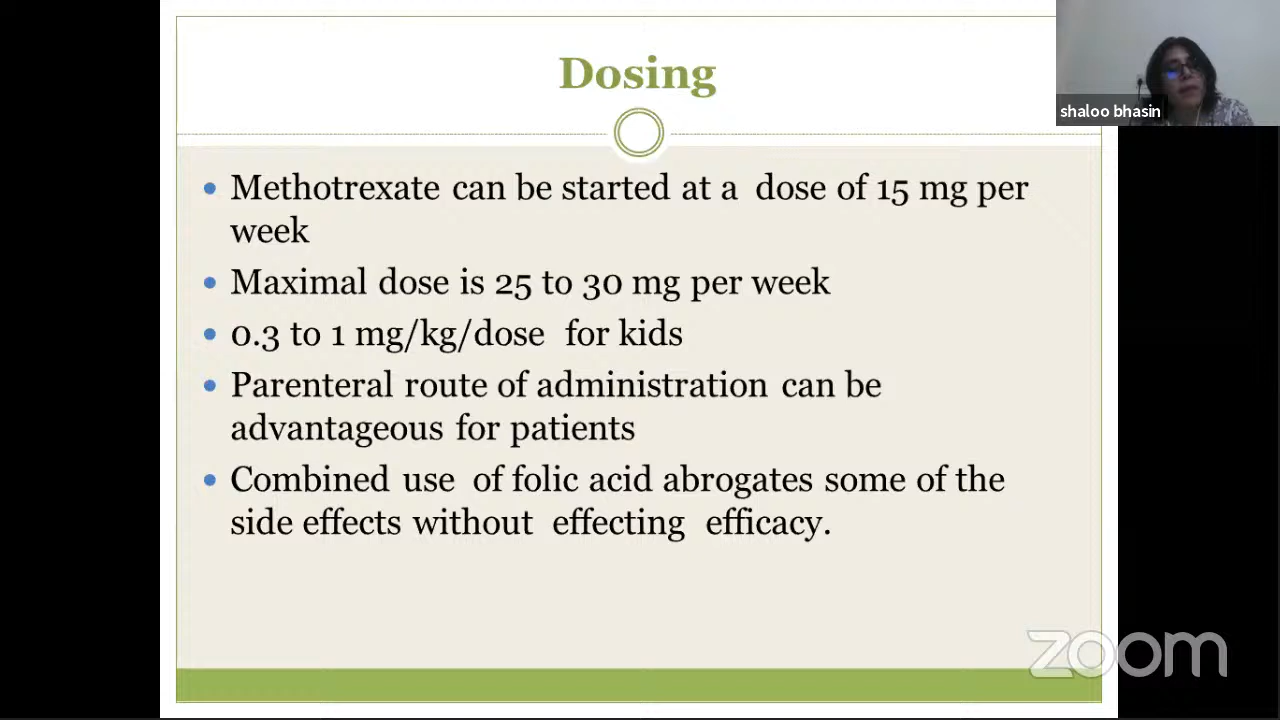 Dosing
shaloo bhasin
Methotrexate can be started at a dose of 15 mg per
week
Maximal dose is 25 to 30 mg per week
0.3 to 1 mg/kg/dose for kids
Parenteral route of administration can be
advantageous for patients
Combined use of folic acid abrogates some of the
side effects without effecting efficacy.
zoom